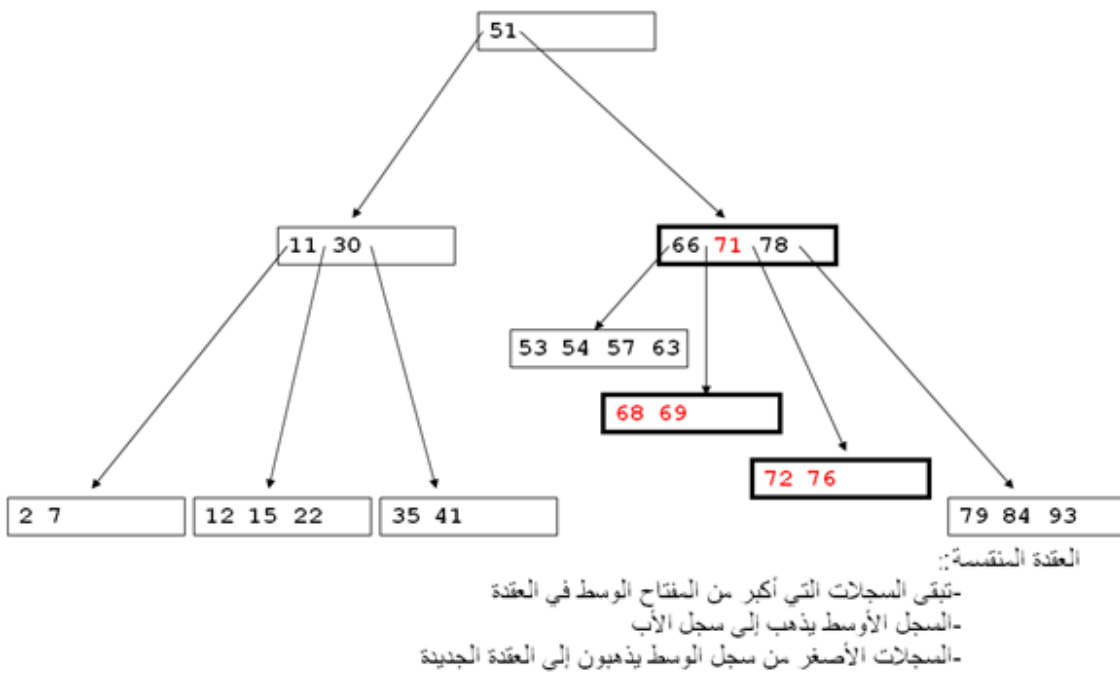 51
11 30
66 71 78
53 54 57 63
68 69
72 76
2 7
12 15 22
35 41
79 84 93
العقدة المنقسمة::
-تبقى السجلات التي أكبر من المفتاح الوسط في العقدة
-السجل الأوسط يذهب إلى سجل الأب
-السجلات الأصغر من سجل الوسط يذهبون إلى العقدة الجديدة